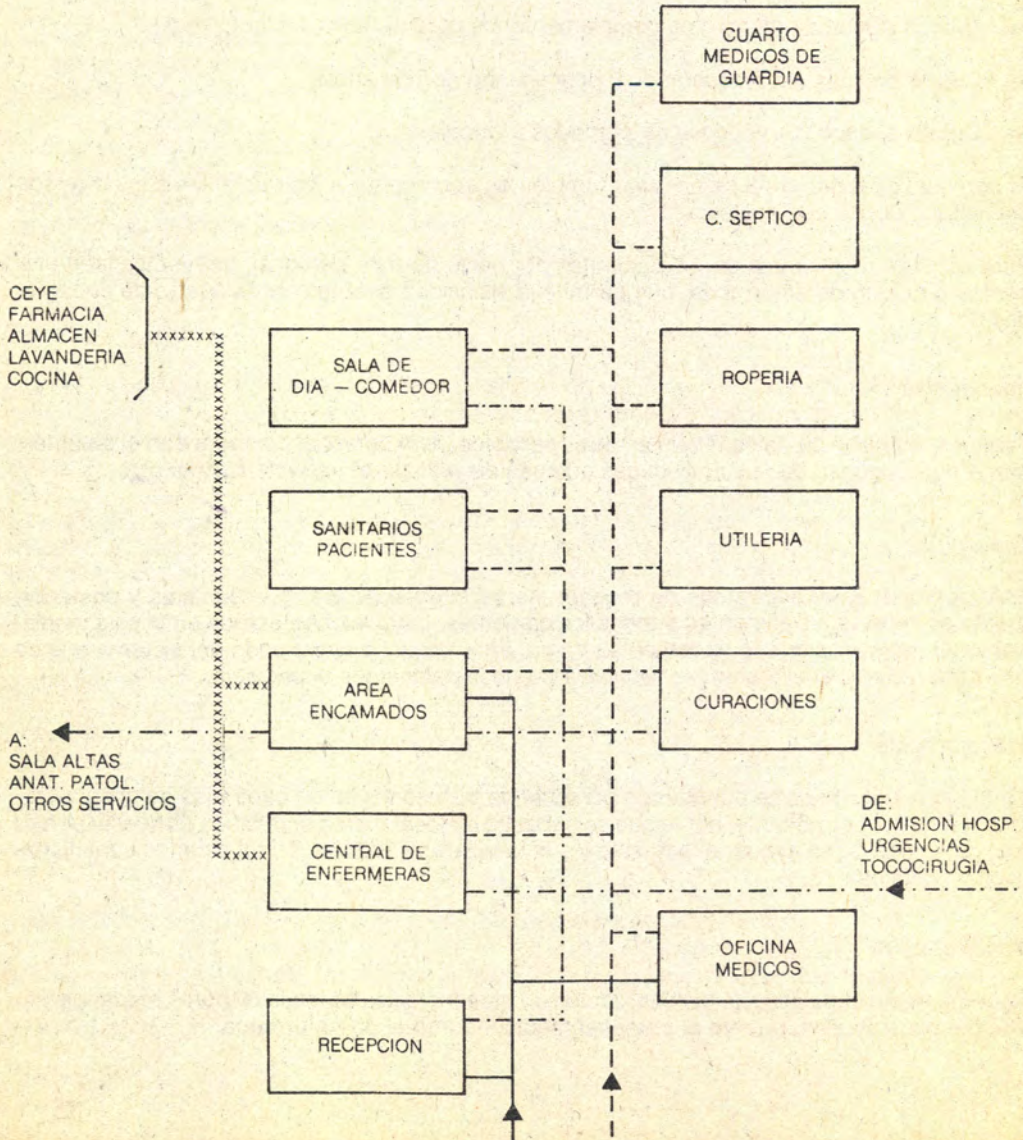 CUARTO
MEDICOS DE
GUARDIA
C. SEPTICO
CEYE
FARMACIA
ALMACEN
LAVANDERIA
COCINA
SALA DE
DIA — COMEDOR
ROPERIA
SANITARIOS
PACIENTES
UTILERIA
AREA
ENCAMADOS
CURACIONES
A:
SALA ALTAS
ANAT. PATOL.
OTROS SERVICIOS
DE:
ADMISION HOSP.
URGENCIAS
TOCOCIRUGIA
CENTRAL DE
ENFERMERAS
OFICINA
MEDICOS
RECEPCION